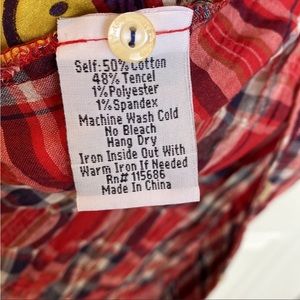 Self: 50% Cotton
48% Tencel
1% Polyester
1% Spandex
Machine Wash Cold
No Bleach
Hang Dry
Iron Inside Out With
Warm Iron If Needed
Rn# 115686
Made In China